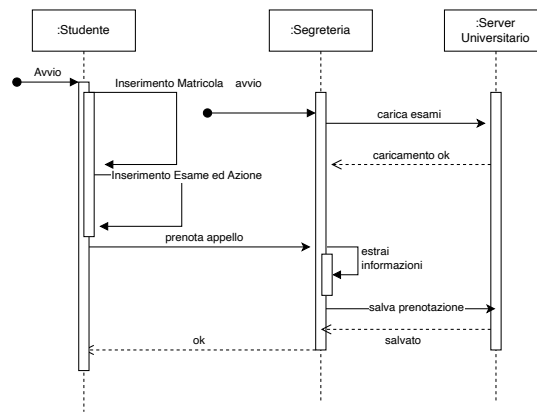 :Studente
:Segreteria
:Server
Universitario
Avvio
Inserimento Matricola
avvio
carica esami
caricamento ok
Inserimento Esame ed Azione
prenota appello
estrai
informazioni
salva prenotazione
salvato
ok